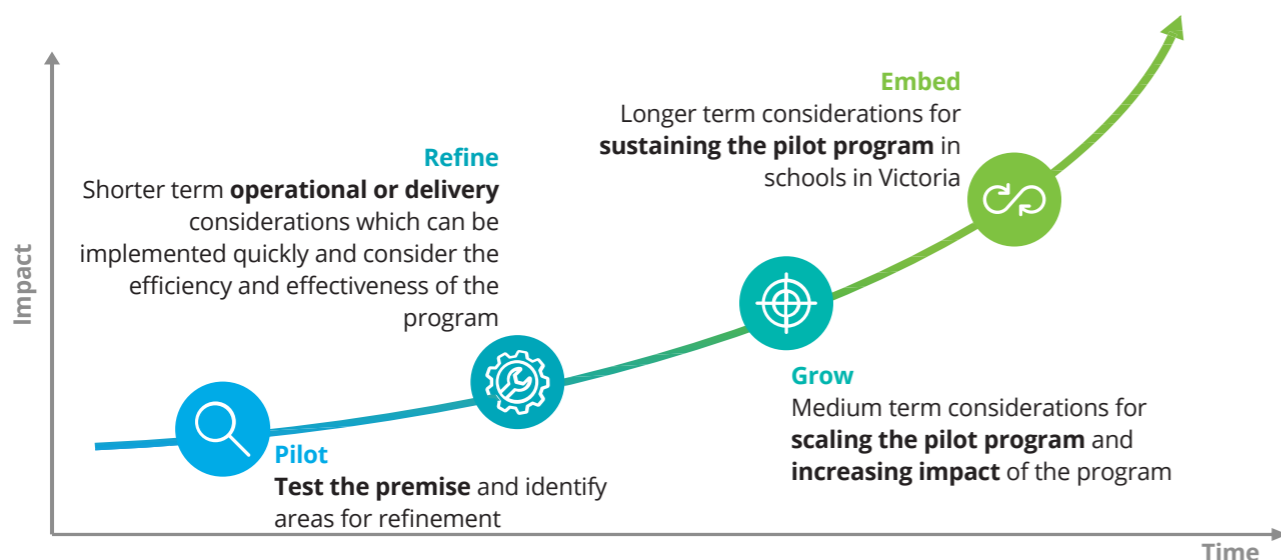 Impact
Pilot
Test the premise and identify
areas for refinement
Refine
Shorter term operational or delivery
considerations which can be
implemented quickly and consider the
efficiency and effectiveness of the
program
Grow
Medium term considerations for
scaling the pilot program and
increasing impact of the program
Embed
Longer term considerations for
sustaining the pilot program in
schools in Victoria
Time